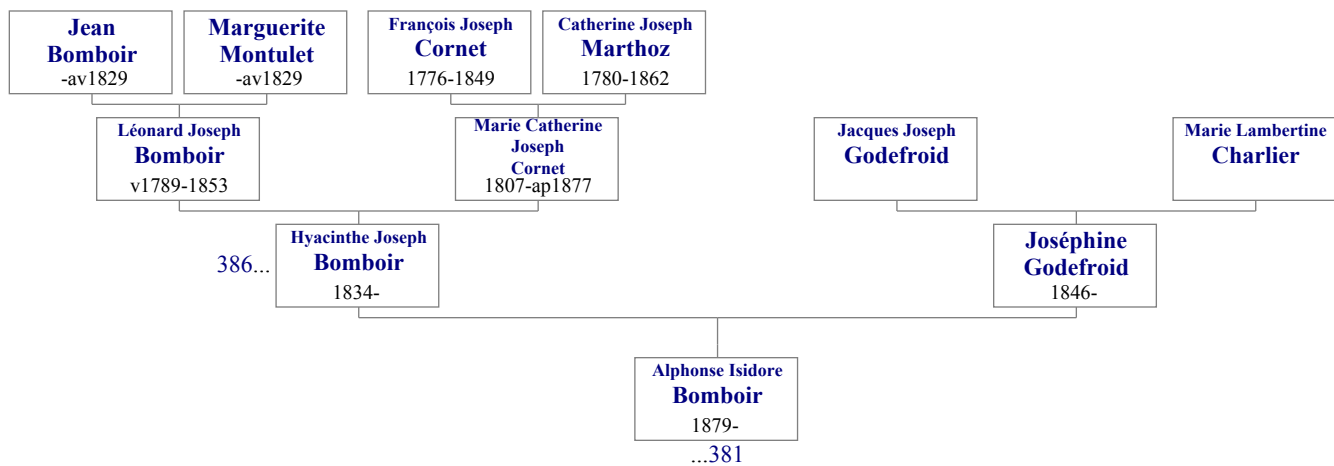 Jean
Bomboir
-av1829
Marguerite
Montulet
-av1829
François Joseph
Cornet
1776-1849
Catherine Joseph
Marthoz
1780-1862
Léonard Joseph
Bomboir
v1789-1853
Marie Catherine
Joseph
Cornet
1807-ap1877
Jacques Joseph
Godefroid
Marie Lambertine
Charlier
386...
Hyacinthe Joseph
Bomboir
1834-
Joséphine
Godefroid
1846-
Alphonse Isidore
Bomboir
1879-
...381